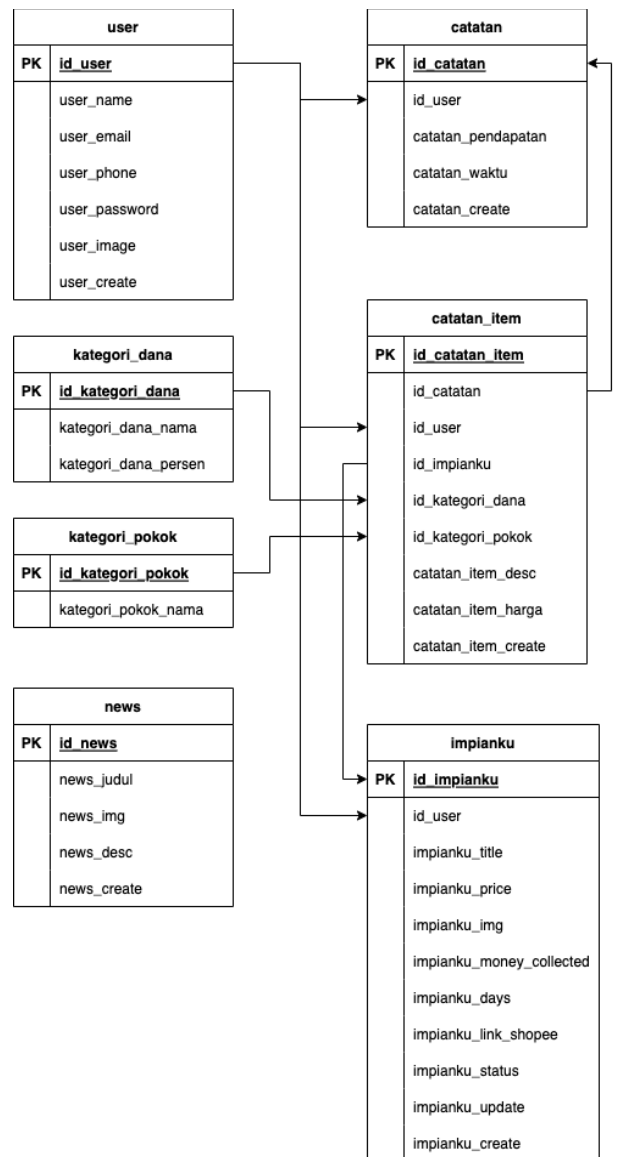 user
PK id_user
user_name
user_email
user_phone
user_password
user_image
user_create
catatan
PK id_catatan
id_user
catatan_pendapatan
catatan_waktu
catatan_create
kategori_dana
PK id_kategori_dana
kategori_dana_nama
kategori_dana_persen
catatan_item
PK id_catatan_item
id_catatan
id_user
id_impianku
id_kategori_dana
id_kategori_pokok
catatan_item_desc
catatan_item_harga
catatan_item_create
kategori_pokok
PK id_kategori_pokok
kategori_pokok_nama
news
PK id_news
news_judul
news_img
news_desc
news_create
impianku
PK id_impianku
id_user
impianku_title
impianku_price
impianku_img
impianku_money_collected
impianku_days
impianku_link_shopee
impianku_status
impianku_update
impianku_create